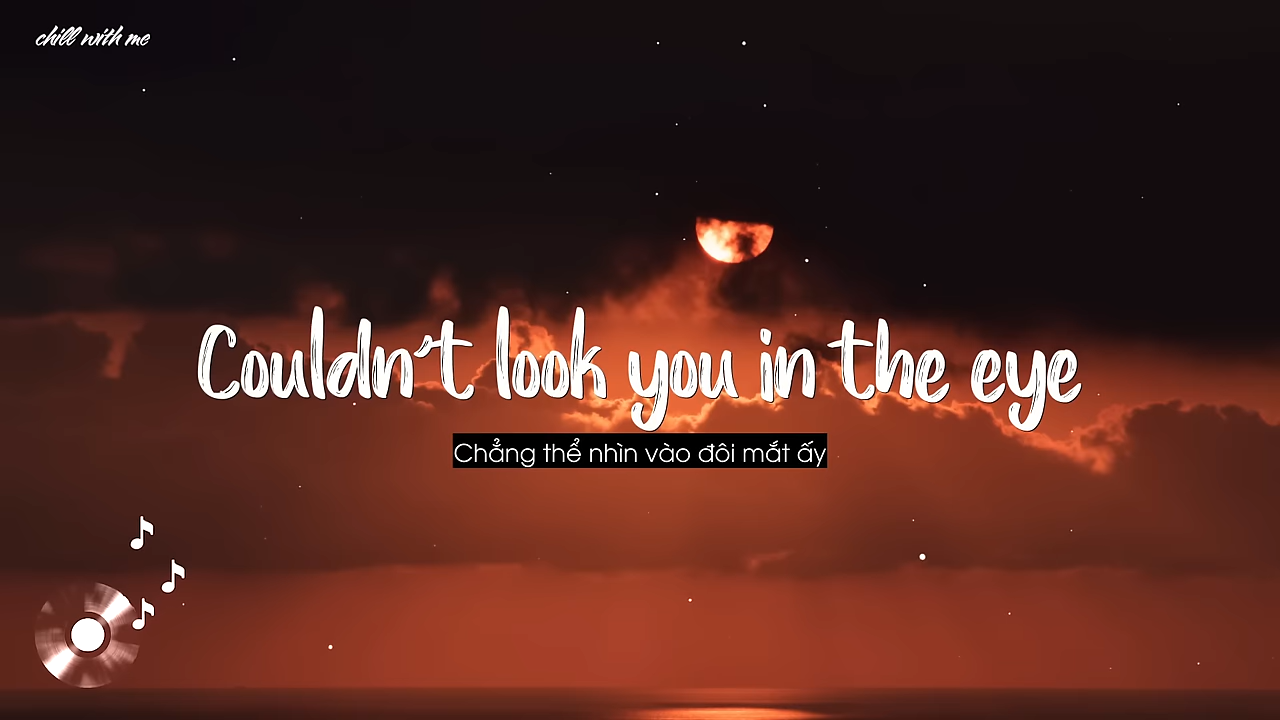 chill with me
Couldn't look you in the eye
Chẳng thể nhìn vào đôi mắt ấy